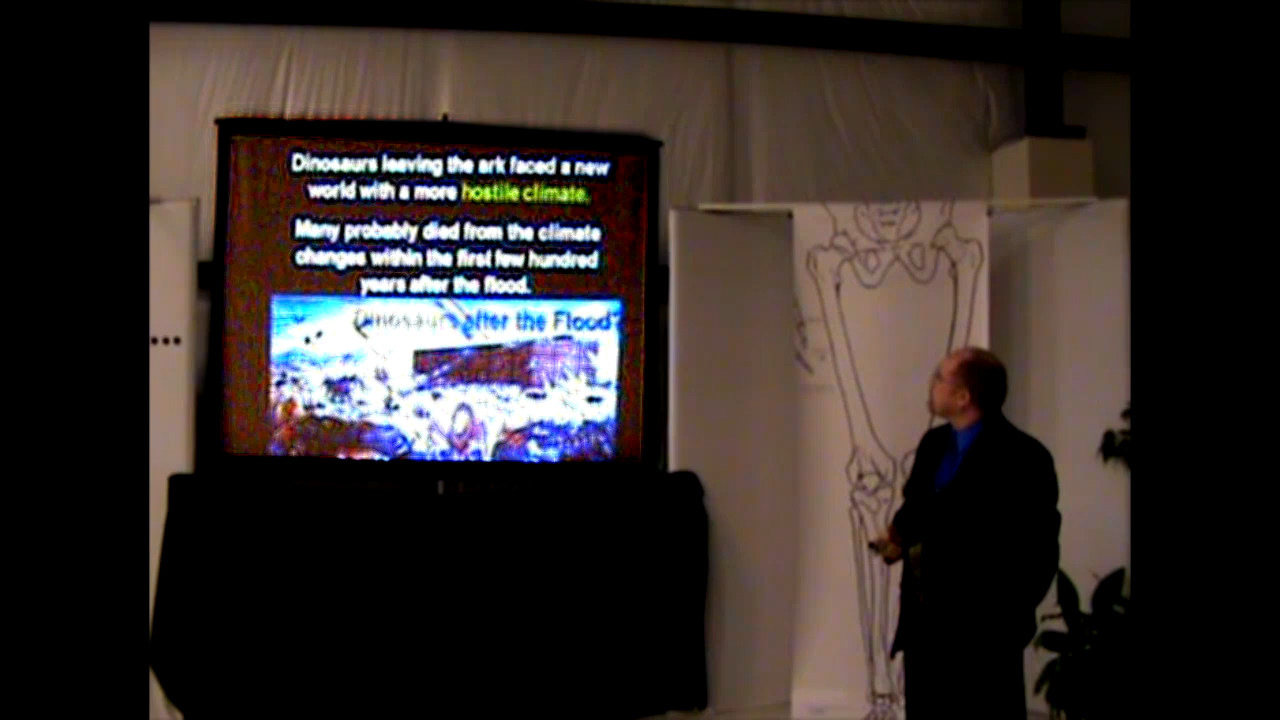 Dinosaurs leaving the ark faced a new
world with a more hostile climate.
Many probably died from the climate
changes within the first few hundred
years after the flood.
Dinosaurs after the Flood